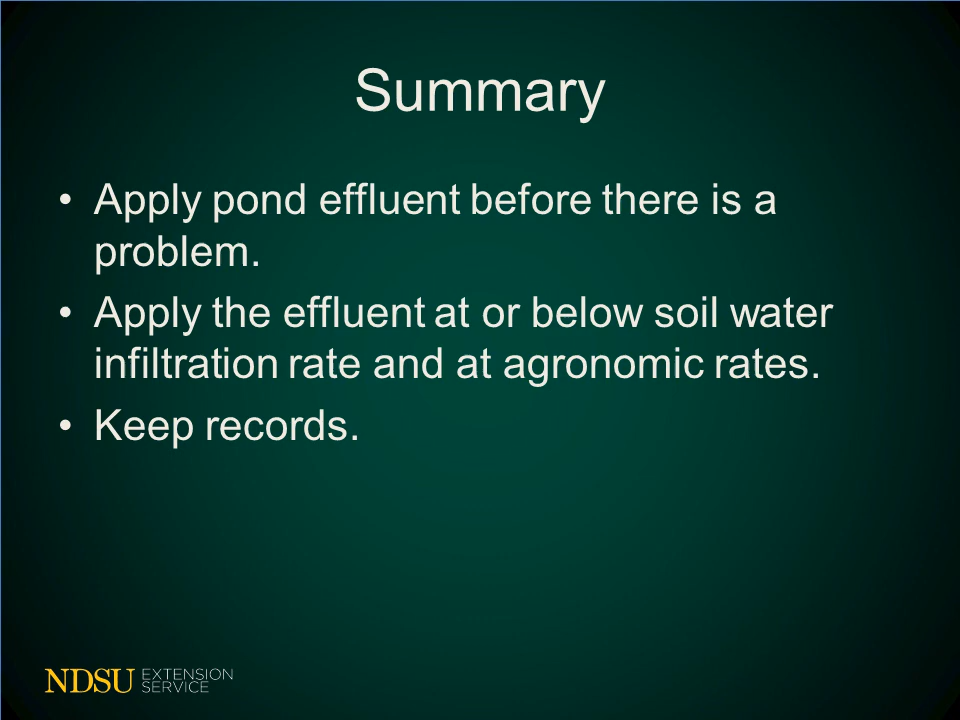 Summary
• Apply pond effluent before there is a
problem.
• Apply the effluent at or below soil water
infiltration rate and at agronomic rates.
• Keep records.
NDSU EXTENSION
SERVICE